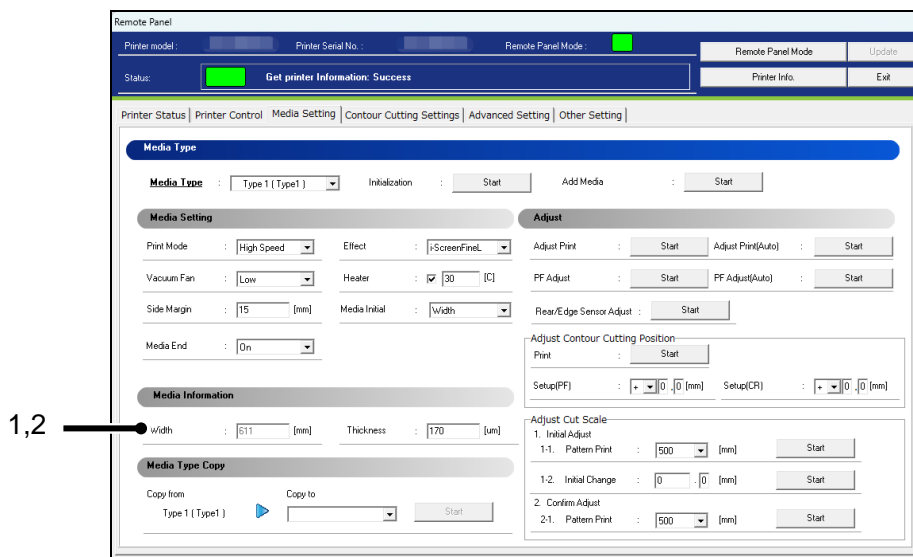 Remote Panel
Printer model : Printer Serial No. : Remote Panel Mode : Remote Panel Mode Update
Status: Get printer Information: Success Printer Info. Exit
Printer Status Printer Control Media Setting Contour Cutting Settings Advanced Setting Other Setting
Media Type
Media Type : Type 1 ( Type1 ) Initialization : Start Add Media : Start
Media Setting Adjust
Print Mode : High Speed Effect : i-ScreenFineL Adjust Print : Start Adjust Print(Auto) : Start
Vacuum Fan : Low Heater : 30 [C] PF Adjust : Start PF Adjust(Auto) : Start
Side Margin : 15 [mm] Media Initial : Width Rear/Edge Sensor Adjust : Start
Media End : On Adjust Contour Cutting Position
Print : Start
Setup(PF) : + 0 . 0 [mm] Setup(CR) : + 0 . 0 [mm]
Media Information
1,2 Width : 611 [mm] Thickness : 170 [um] Adjust Cut Scale
1. Initial Adjust
1-1. Pattern Print : 500 [mm] Start
Media Type Copy
1-2. Initial Change : 0 . 0 [mm] Start
Copy from Copy to 2. Confirm Adjust
Type 1 ( Type1 ) Start 2-1. Pattern Print : 500 [mm] Start